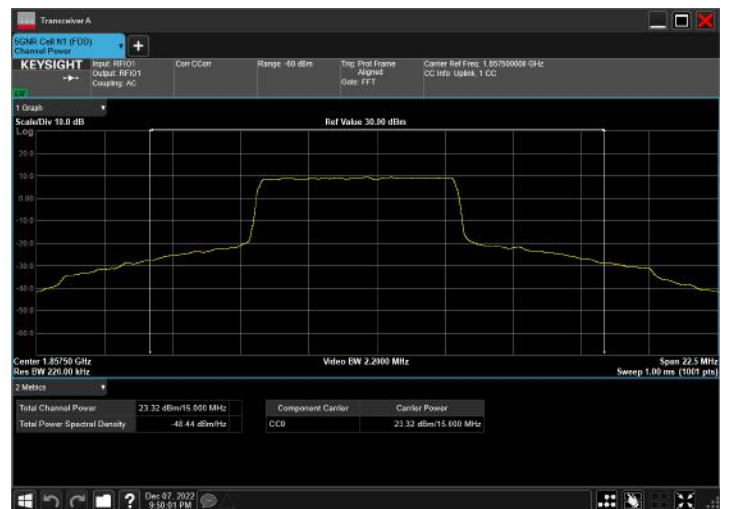 Transceiver A
5GNR Cell N1 (FDD)
Channel Power
KEYSIGHT
Input: RFIO1
Output: RFIO1
Coupling: AC
Corr CCorr
Range -60 dBm
Trig: Prot Frame
Aligned
Gate: FFT
Carrier Ref Freq: 1.857500000 GHz
CC Info: Uplink, 1 CC
1 Graph
Scale/Div 10.0 dB
Ref Value 30.00 dBm
Log
20.0
10.0
0.00
-10.0
-20.0
-30.0
-40.0
-50.0
-60.0
Center 1.85750 GHz
Video BW 2.2000 MHz
Span 22.5 MHz
Res BW 220.00 kHz
Sweep 1.00 ms (1001 pts)
2 Metrics
Total Channel Power 23.32 dBm/15.000 MHz
Total Power Spectral Density -48.44 dBm/Hz
Component Carrier Carrier Power
CC0 23.32 dBm/15.000 MHz
?
Dec 07, 2022
9:50:01 PM